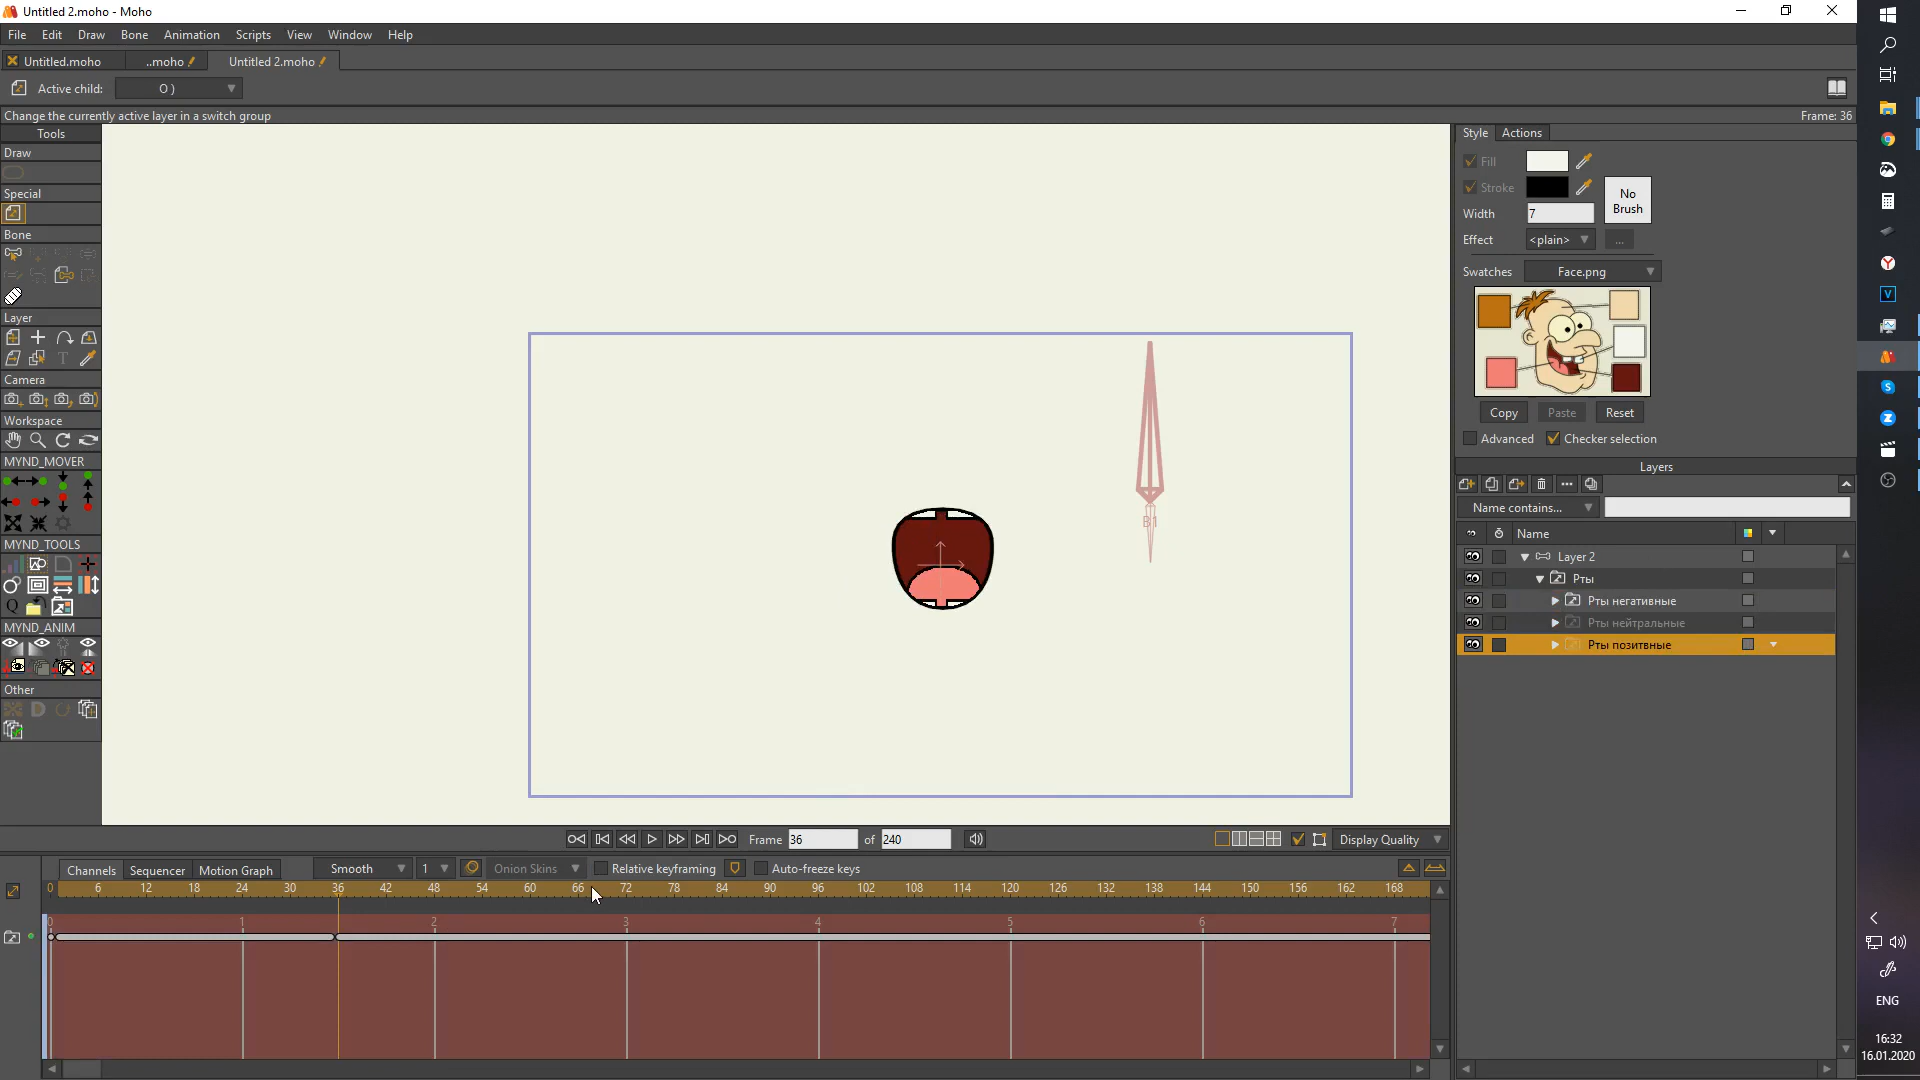 Untitled 2.moho - Moho
File Edit Draw Bone Animation Scripts View Window Help
Untitled.moho ..moho Untitled 2.moho
Active child: O )
Change the currently active layer in a switch group Frame: 36
Tools
Draw
Special
Bone
Layer
T
Camera
Workspace
MYND_MOVER
MYND_TOOLS
Q
MYND_ANIM
Other
D
B1
Style Actions
Fill
Stroke
No
Brush
Width 7
Effect <plain> ...
Swatches Face.png
Copy Paste Reset
Advanced Checker selection
Layers
Name contains...
Name
Layer 2
Рты
Рты негативные
Рты нейтральные
Рты позитвные
Frame 36 of 240 Display Quality
Channels Sequencer Motion Graph Smooth 1 Onion Skins Relative keyframing Auto-freeze keys
0 6 12 18 24 30 36 42 48 54 60 66 72 78 84 90 96 102 108 114 120 126 132 138 144 150 156 162 168
0 1 2 3 4 5 6 7
ENG
16:32
16.01.2020